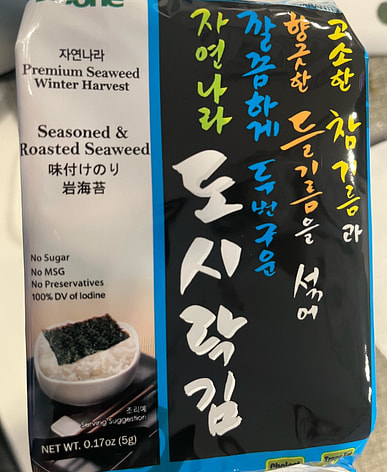 자연나라
Premium Seaweed
Winter Harvest
Seasoned &
Roasted Seaweed
味付けのり
岩海苔
No Sugar
No MSG
No Preservatives
100% DV of Iodine
조리예
Serving Suggestion
NET WT. 0.17oz (5g)
고소한 참기름과
향긋한 들기름을 섞어
깔끔하게 두번구운
자연나라
도시락김